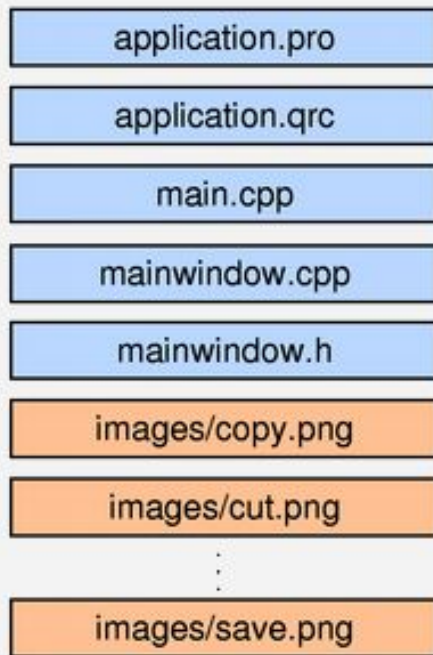 application.pro
application.qrc
main.cpp
mainwindow.cpp
mainwindow.h
images/copy.png
images/cut.png
⋮
images/save.png